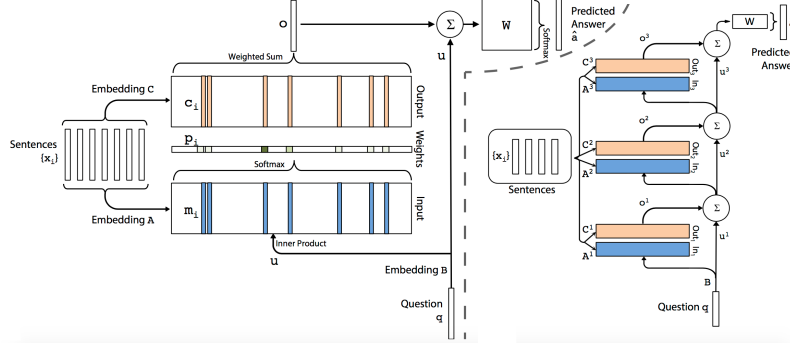 o
Σ
W
Softmax
Predicted
Answer
â
Weighted Sum
u
Embedding C
c_i
Output
Sentences
{x_i}
p_i
Weights
Softmax
Embedding A
m_i
Input
Inner Product
u
Embedding B
Question
q
W
Predicted
Answe
o³
Σ
C³
Out₃
A³
In₃
u³
o²
Σ
C²
Out₂
A²
In₂
u²
{x_i}
Sentences
o¹
Σ
C¹
Out₁
A¹
In₁
u¹
B
Question q